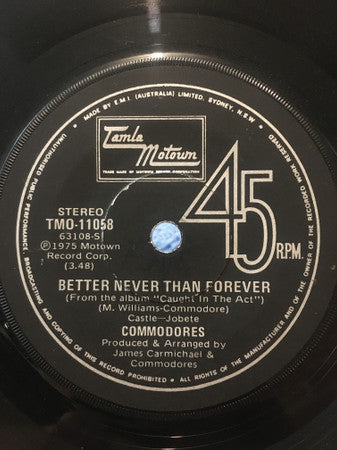 MADE BY E.M.I. (AUSTRALIA) LIMITED, SYDNEY, N.S.W.
Tamla
Motown
TRADE MARK OF MOTOWN RECORD CORPORATION
45
R.P.M.
STEREO
TMO-11058
63108-S
Ⓟ1975 Motown
Record Corp.
(3.48)
BETTER NEVER THAN FOREVER
(From the album "Caught In The Act")
(M. Williams-Commodore)
Castle-Jobete
COMMODORES
Produced & Arranged by
James Carmichael &
Commodores
UNAUTHORISED PUBLIC PERFORMANCE, BROADCASTING AND COPYING OF THIS RECORD PROHIBITED • ALL RIGHTS OF THE MANUFACTURER AND OF THE OWNER OF THE RECORDED WORK RESERVED